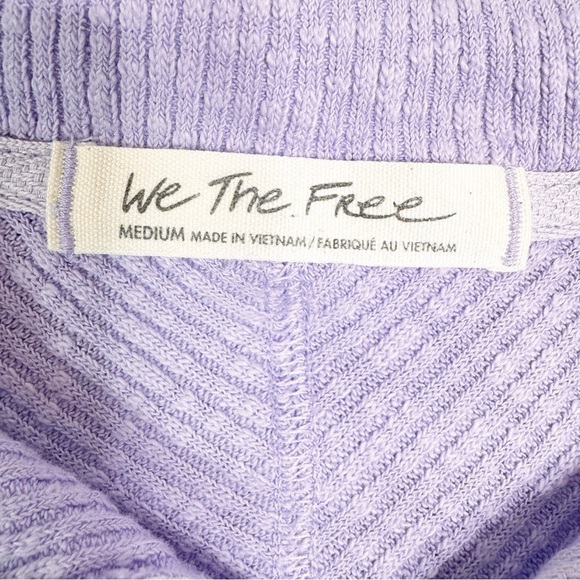 We The Free
MEDIUM MADE IN VIETNAM/FABRIQUÉ AU VIETNAM